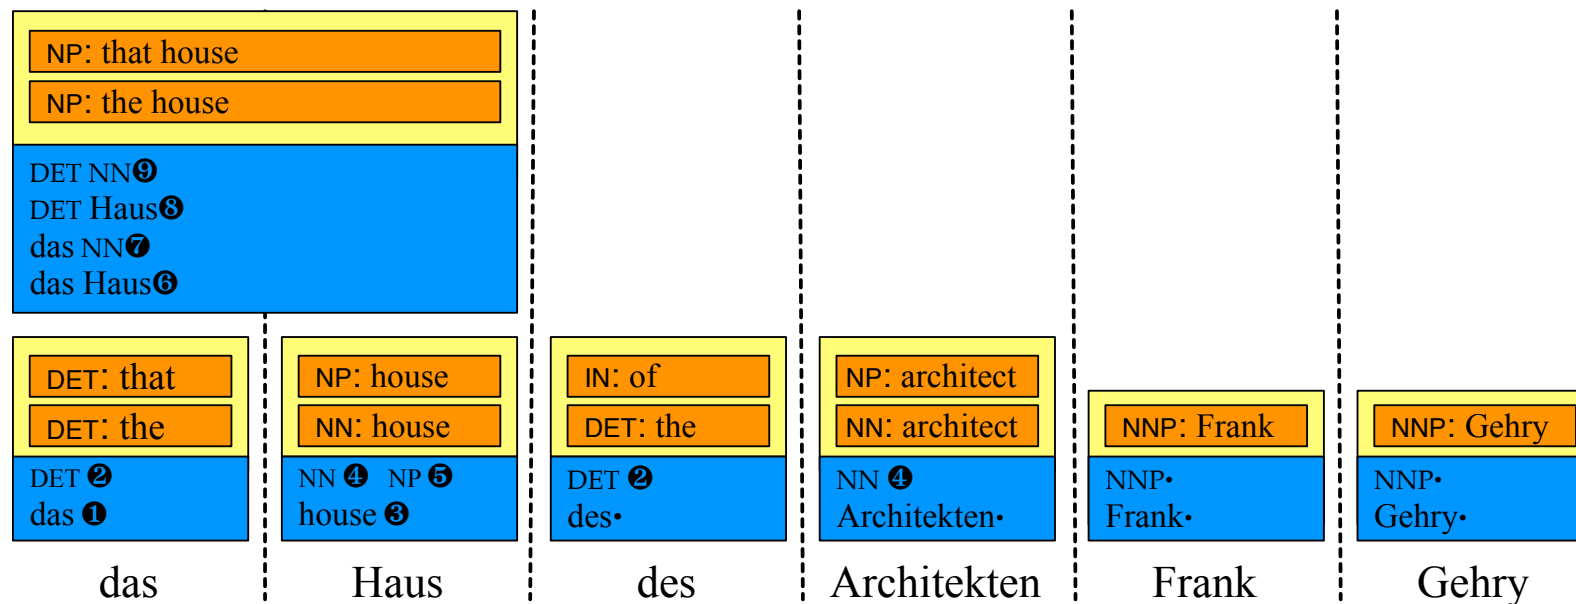 NP: that house
NP: the house
DET NN❾
DET Haus❽
das NN❼
das Haus❻
DET: that
DET: the
DET ❷
das ❶
NP: house
NN: house
NN ❹ NP ❺
house ❸
IN: of
DET: the
DET ❷
des•
NP: architect
NN: architect
NN ❹
Architekten•
NNP: Frank
NNP•
Frank•
NNP: Gehry
NNP•
Gehry•
das Haus des Architekten Frank Gehry